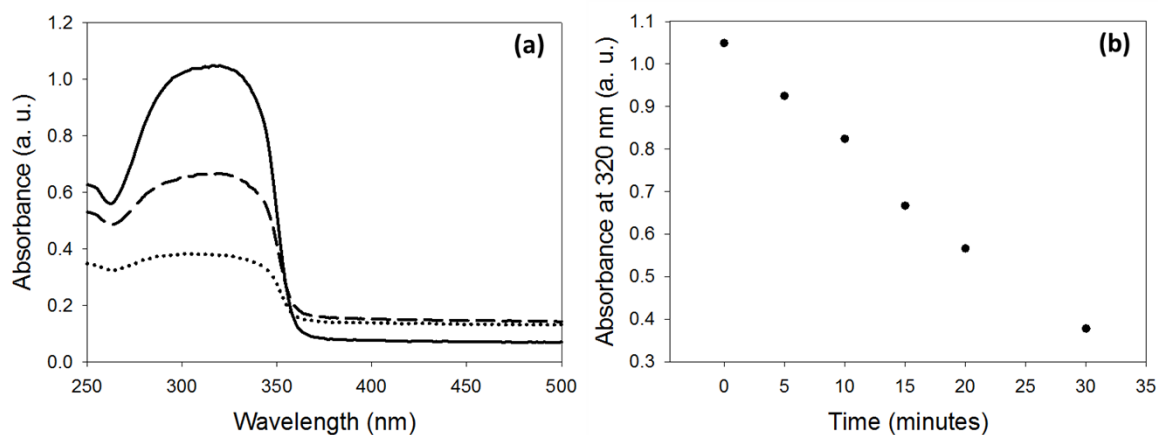 (a)
Absorbance (a. u.)
1.2
1.0
0.8
0.6
0.4
0.2
0.0
250 300 350 400 450 500
Wavelength (nm)
(b)
Absorbance at 320 nm (a. u.)
1.1
1.0
0.9
0.8
0.7
0.6
0.5
0.4
0.3
0 5 10 15 20 25 30 35
Time (minutes)